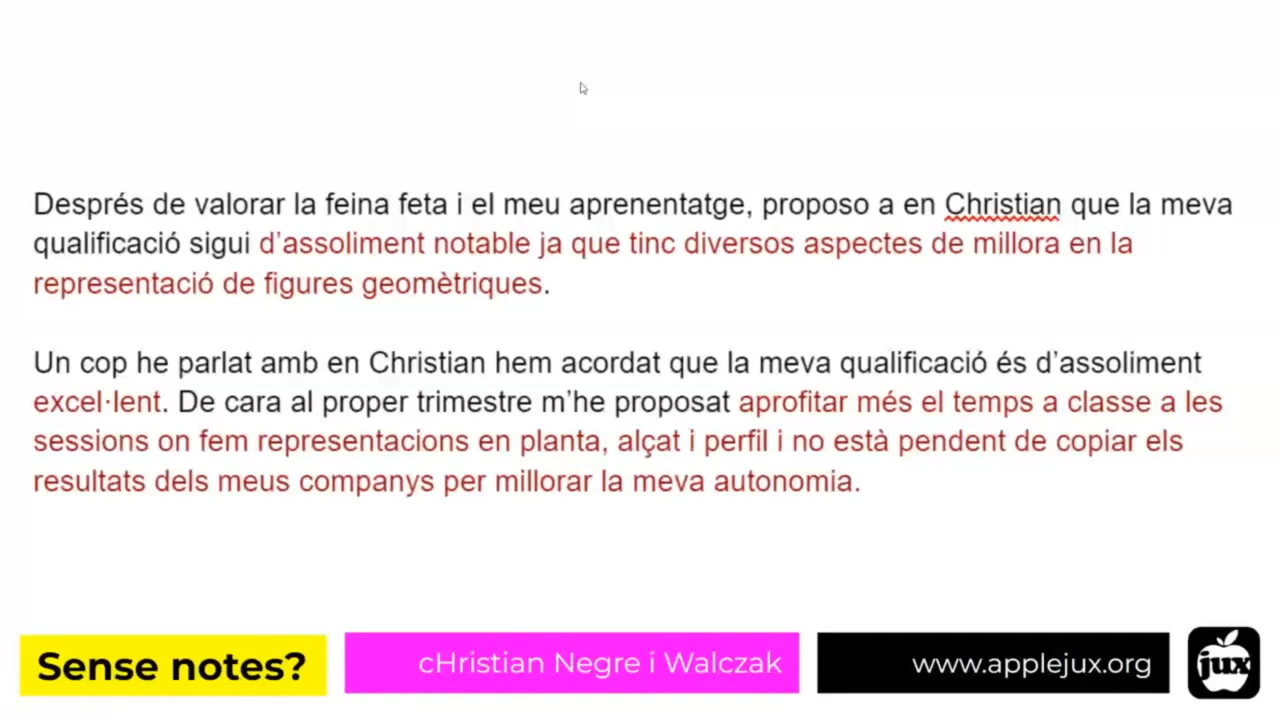 Després de valorar la feina feta i el meu aprenentatge, proposo a en Christian que la meva
qualificació sigui d’assoliment notable ja que tinc diversos aspectes de millora en la
representació de figures geomètriques.
Un cop he parlat amb en Christian hem acordat que la meva qualificació és d’assoliment
excel·lent. De cara al proper trimestre m’he proposat aprofitar més el temps a classe a les
sessions on fem representacions en planta, alçat i perfil i no està pendent de copiar els
resultats dels meus companys per millorar la meva autonomia.
Sense notes?
cHristian Negre i Walczak
www.applejux.org
jux